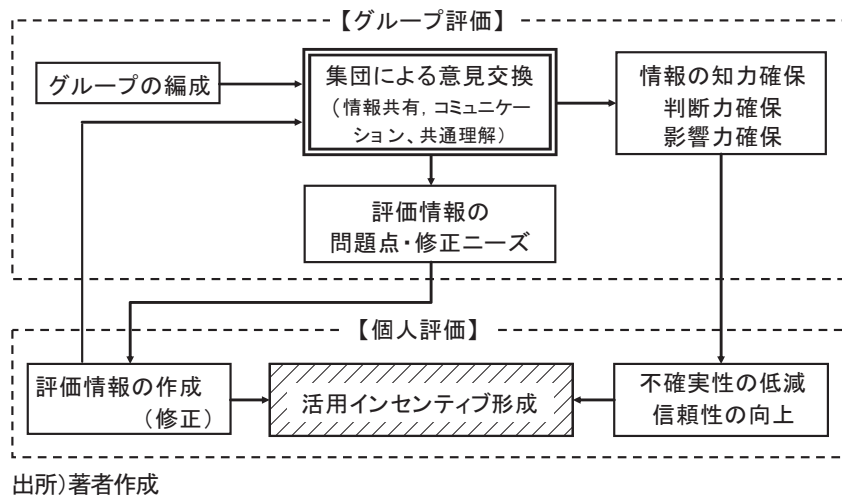 【グループ評価】
グループの編成
集団による意見交換
（情報共有，コミュニケー
ション、共通理解）
情報の知力確保
判断力確保
影響力確保
評価情報の
問題点・修正ニーズ
【個人評価】
評価情報の作成
（修正）
活用インセンティブ形成
不確実性の低減
信頼性の向上
出所）著者作成